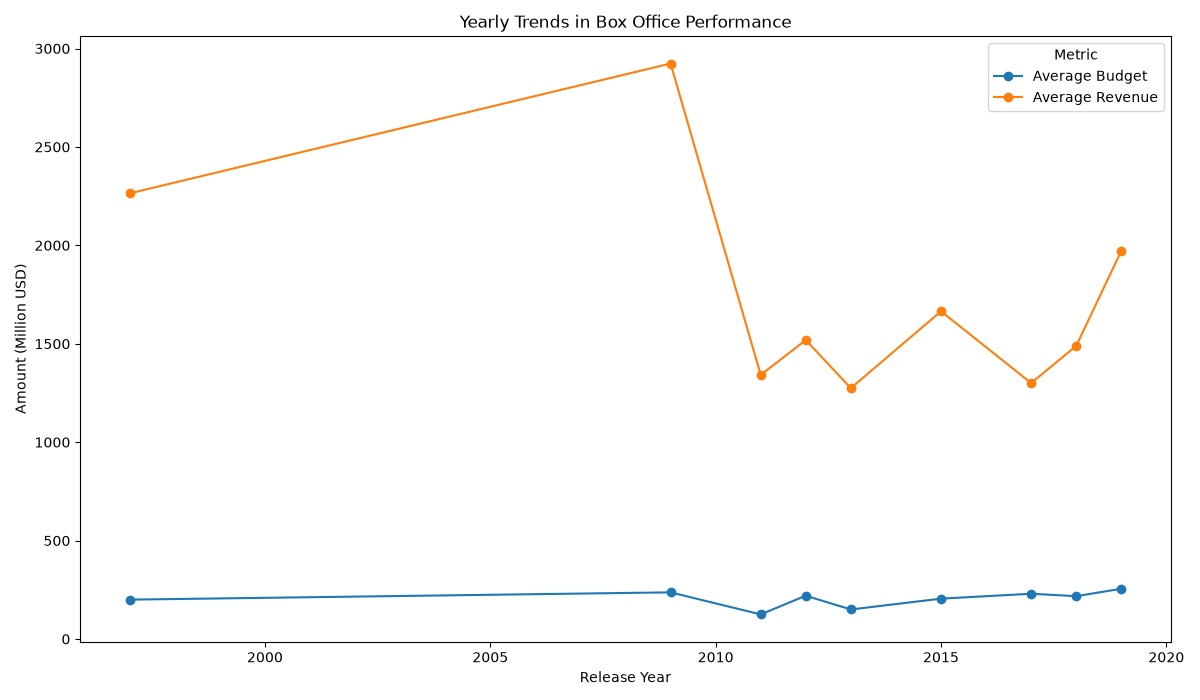 Yearly Trends in Box Office Performance
Metric
Average Budget
Average Revenue
Amount (Million USD)
3000
2500
2000
1500
1000
500
0
2000
2005
2010
2015
2020
Release Year